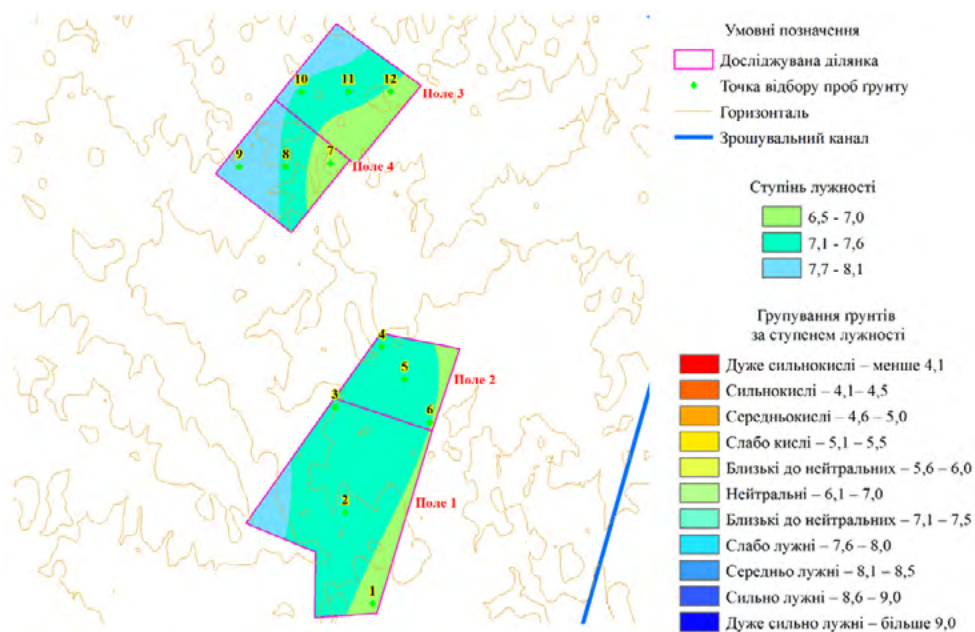 10
11
12
Поле 3
9
8
7
Поле 4
4
5
Поле 2
3
6
2
Поле 1
1
Умовні позначення
Досліджувана ділянка
Точка відбору проб ґрунту
Горизонталь
Зрошувальний канал
Ступінь лужності
6,5 - 7,0
7,1 - 7,6
7,7 - 8,1
Групування ґрунтів
за ступенем лужності
Дуже сильнокислі – менше 4,1
Сильнокислі – 4,1– 4,5
Середньокислі – 4,6 – 5,0
Слабо кислі – 5,1 – 5,5
Близькі до нейтральних – 5,6 – 6,0
Нейтральні – 6,1 – 7,0
Близькі до нейтральних – 7,1 – 7,5
Слабо лужні – 7,6 – 8,0
Середньо лужні – 8,1 – 8,5
Сильно лужні – 8,6 – 9,0
Дуже сильно лужні – більше 9,0